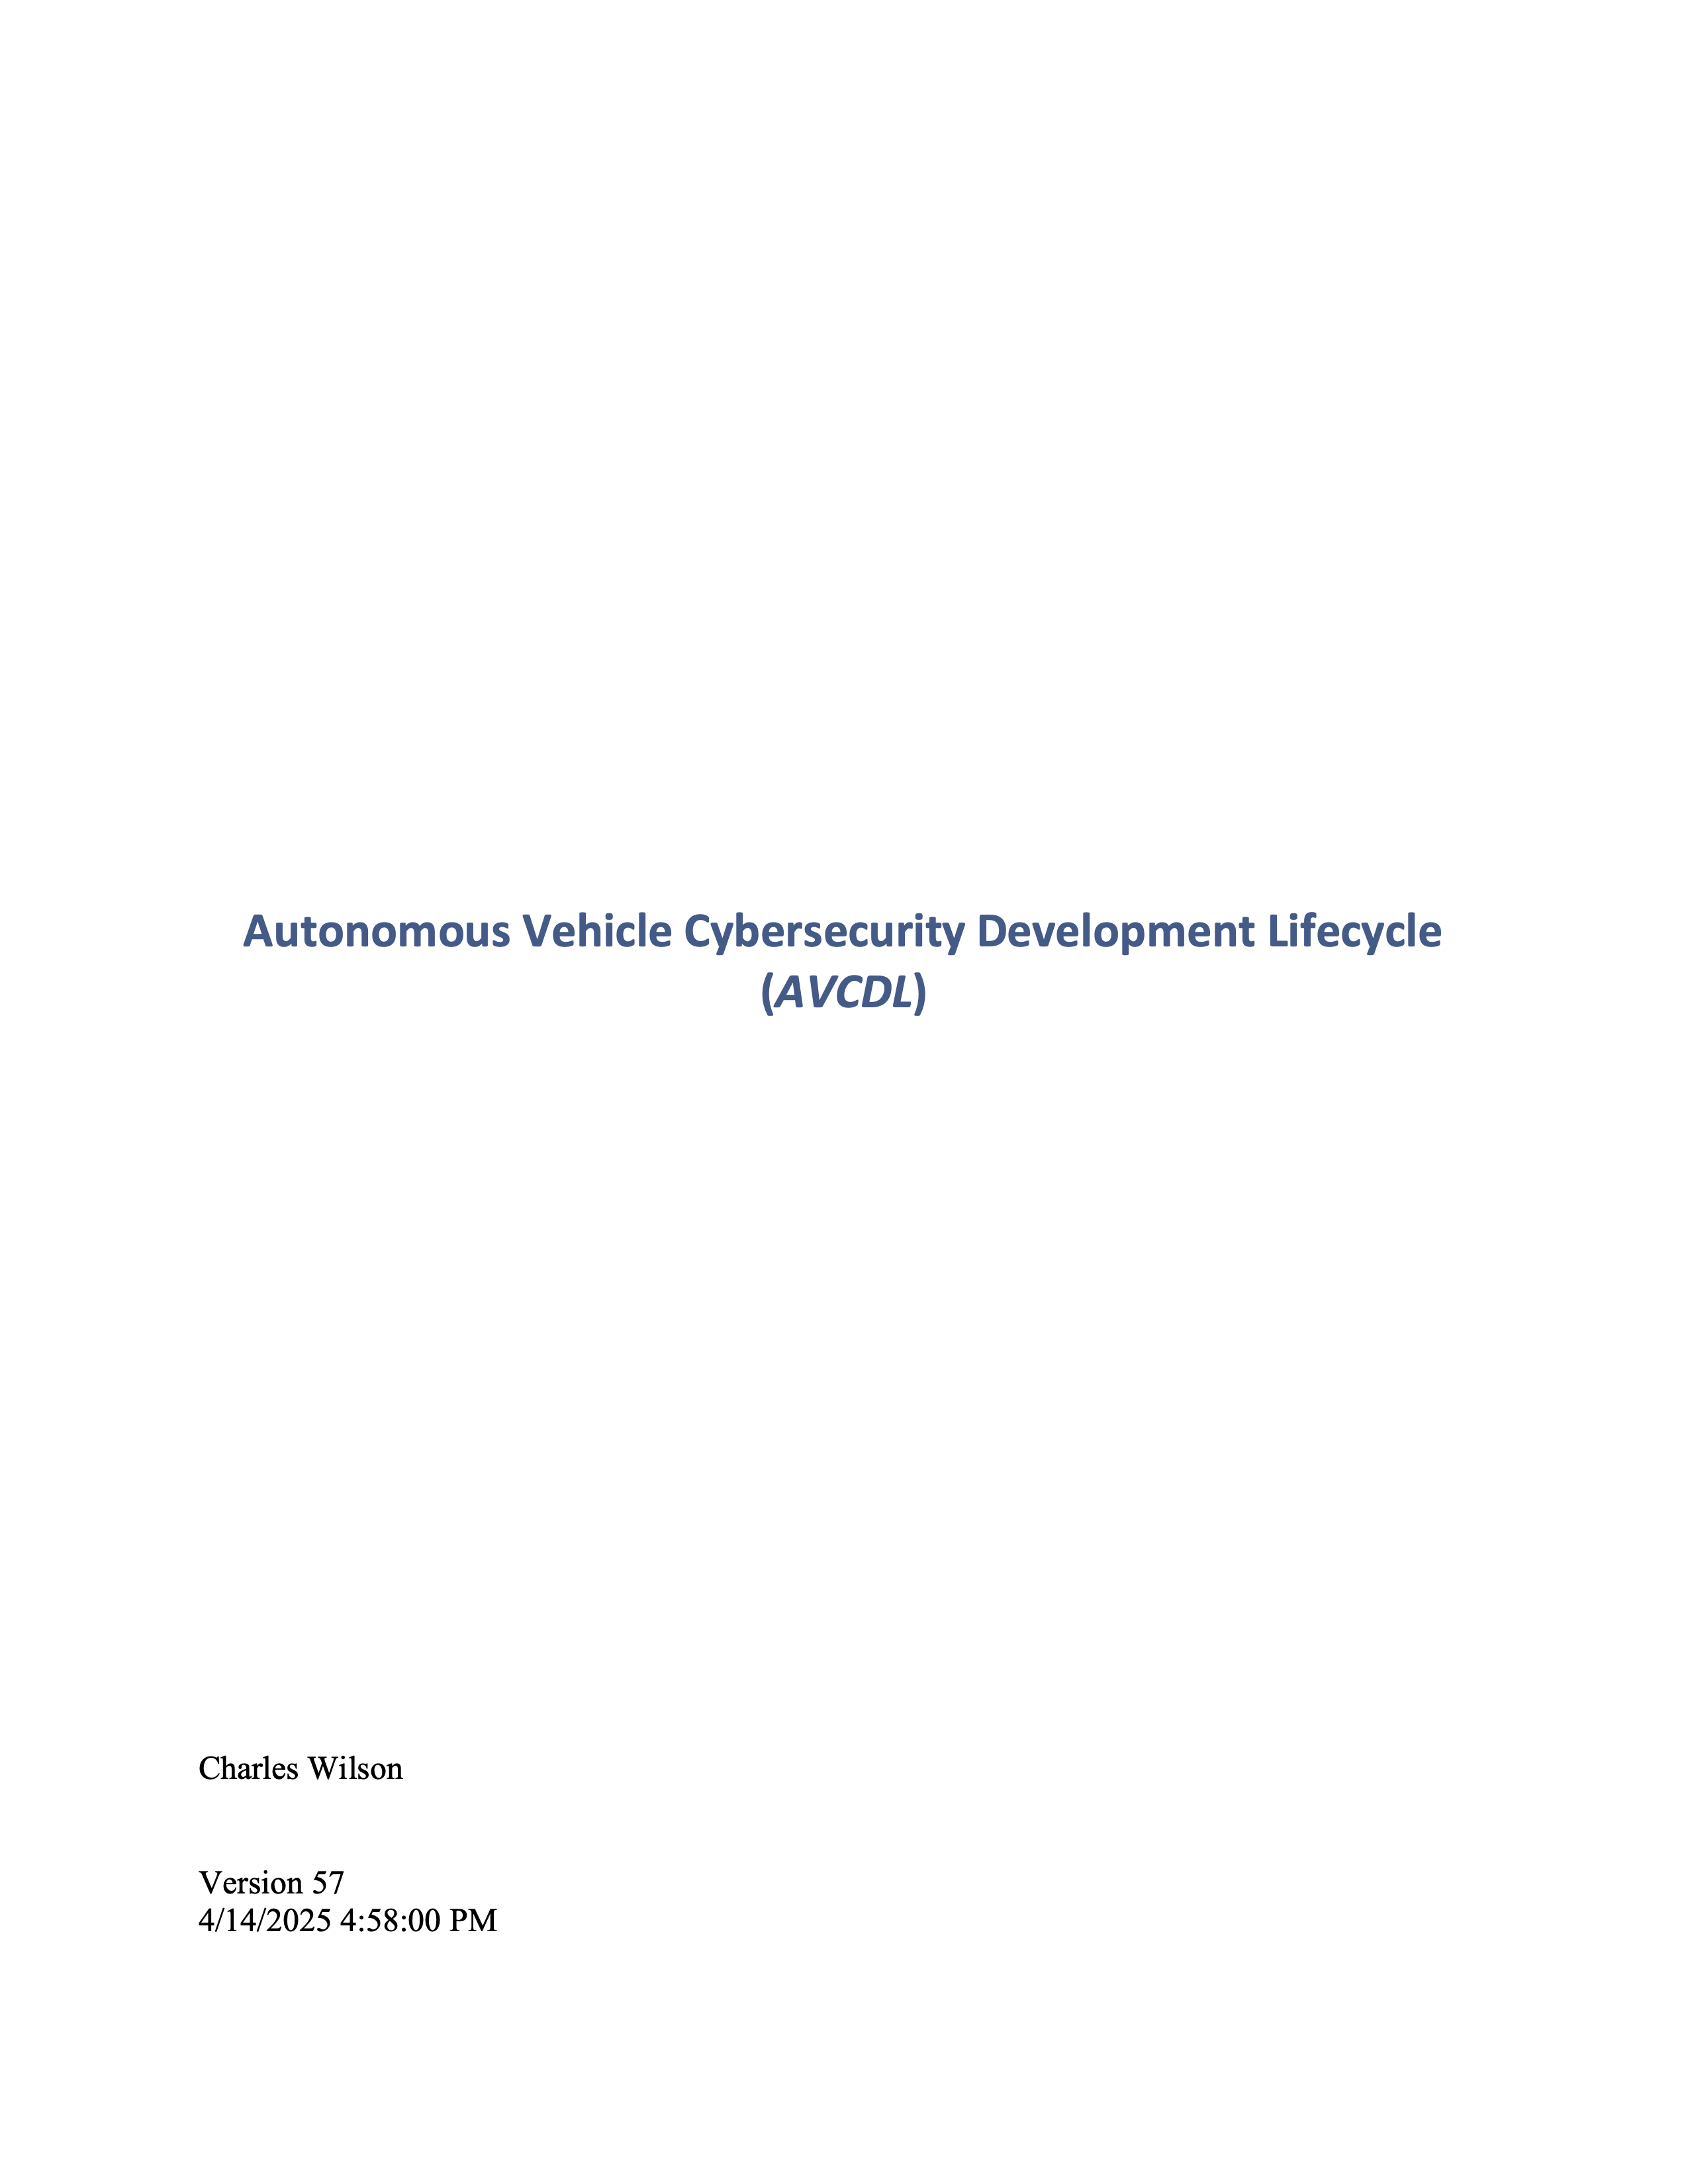 Autonomous Vehicle Cybersecurity Development Lifecycle
(AVCDL)
Charles Wilson
Version 57
4/14/2025 4:58:00 PM